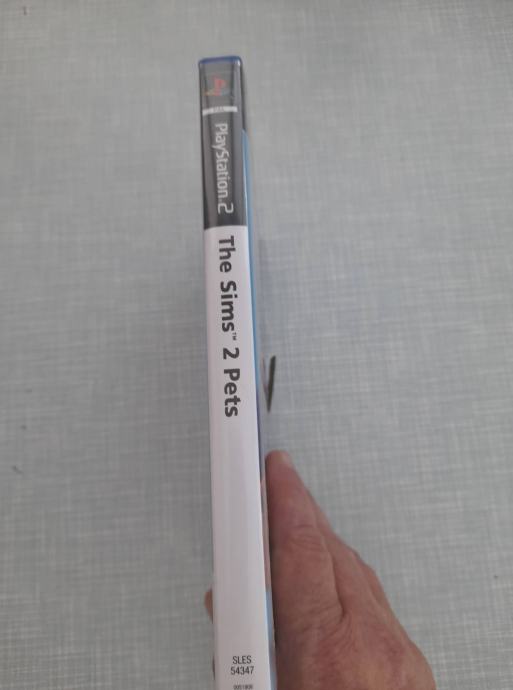 PlayStation.2
The Sims™ 2 Pets
SLES
54347